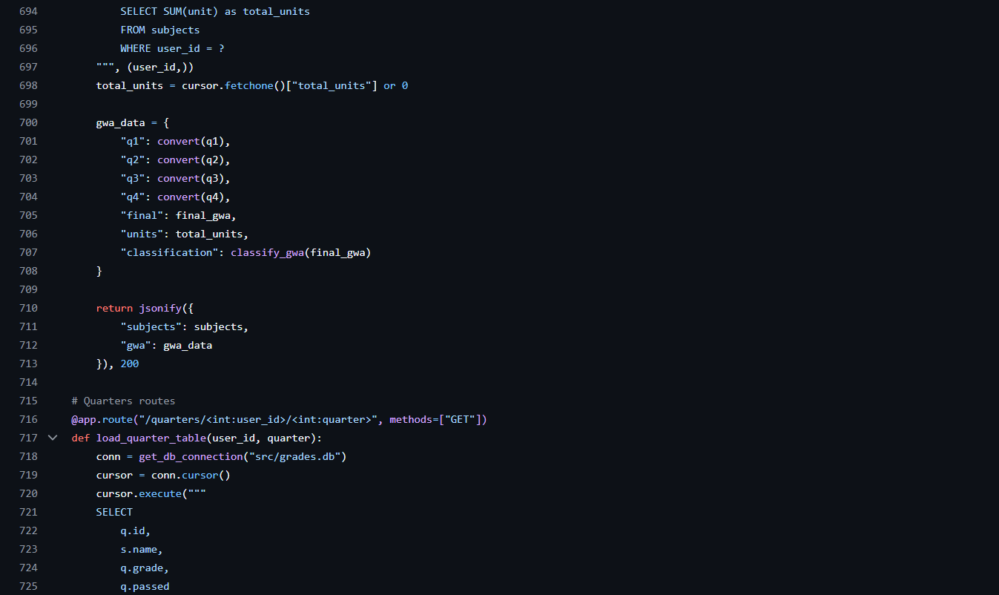 694 SELECT SUM(unit) as total_units
695 FROM subjects
696 WHERE user_id = ?
697 """, (user_id,))
698 total_units = cursor.fetchone()["total_units"] or 0
699
700 gwa_data = {
701 "q1": convert(q1),
702 "q2": convert(q2),
703 "q3": convert(q3),
704 "q4": convert(q4),
705 "final": final_gwa,
706 "units": total_units,
707 "classification": classify_gwa(final_gwa)
708 }
709
710 return jsonify({
711 "subjects": subjects,
712 "gwa": gwa_data
713 }), 200
714
715 # Quarters routes
716 @app.route("/quarters/<int:user_id>/<int:quarter>", methods=["GET"])
717 def load_quarter_table(user_id, quarter):
718 conn = get_db_connection("src/grades.db")
719 cursor = conn.cursor()
720 cursor.execute("""
721 SELECT
722 q.id,
723 s.name,
724 q.grade,
725 q.passed